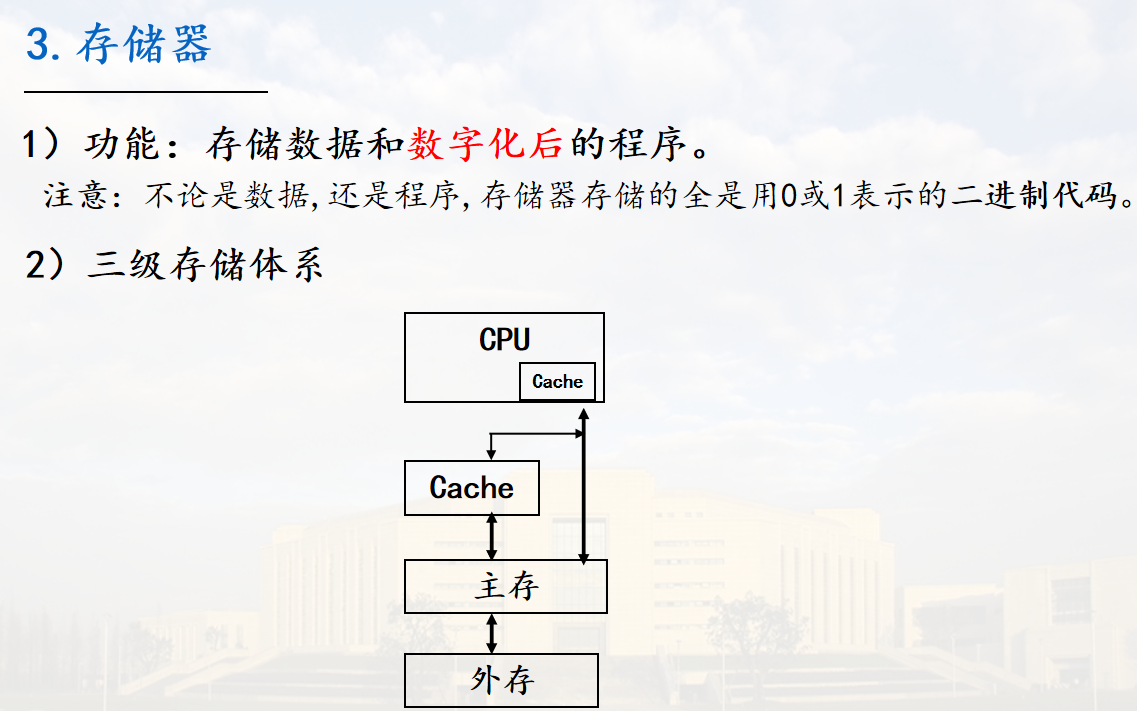 3.存储器
1）功能：存储数据和数字化后的程序。
注意：不论是数据,还是程序,存储器存储的全是用0或1表示的二进制代码。
2）三级存储体系
CPU
Cache
Cache
主存
外存